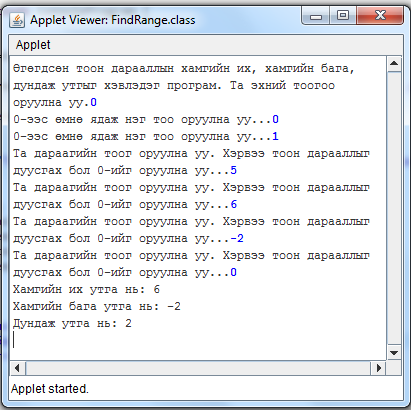 Applet Viewer: FindRange.class
Applet
Өгөгдсөн тоон дарааллын хамгийн их, хамгийн бага,
дундаж утгыг хэвлэдэг програм. Та эхний тоогоо
оруулна уу.0
0-ээс өмнө ядаж нэг тоо оруулна уу...0
0-ээс өмнө ядаж нэг тоо оруулна уу...1
Та дараагийн тоог оруулна уу. Хэрвээ тоон дарааллыг
дуусгах бол 0-ийг оруулна уу...5
Та дараагийн тоог оруулна уу. Хэрвээ тоон дарааллыг
дуусгах бол 0-ийг оруулна уу...6
Та дараагийн тоог оруулна уу. Хэрвээ тоон дарааллыг
дуусгах бол 0-ийг оруулна уу...-2
Та дараагийн тоог оруулна уу. Хэрвээ тоон дарааллыг
дуусгах бол 0-ийг оруулна уу...0
Хамгийн их утга нь: 6
Хамгийн бага утга нь: -2
Дундаж утга нь: 2
Applet started.